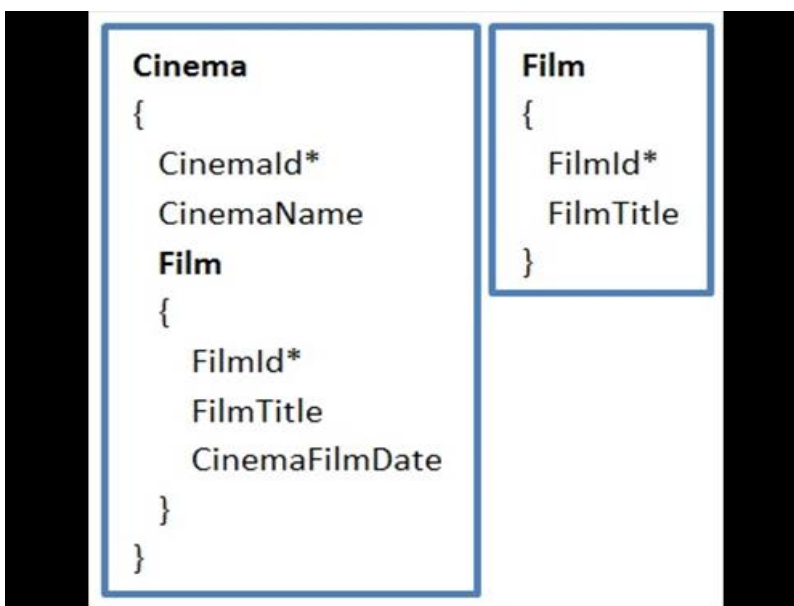 Cinema
{
CinemaId*
CinemaName
Film
{
FilmId*
FilmTitle
CinemaFilmDate
}
}
Film
{
FilmId*
FilmTitle
}